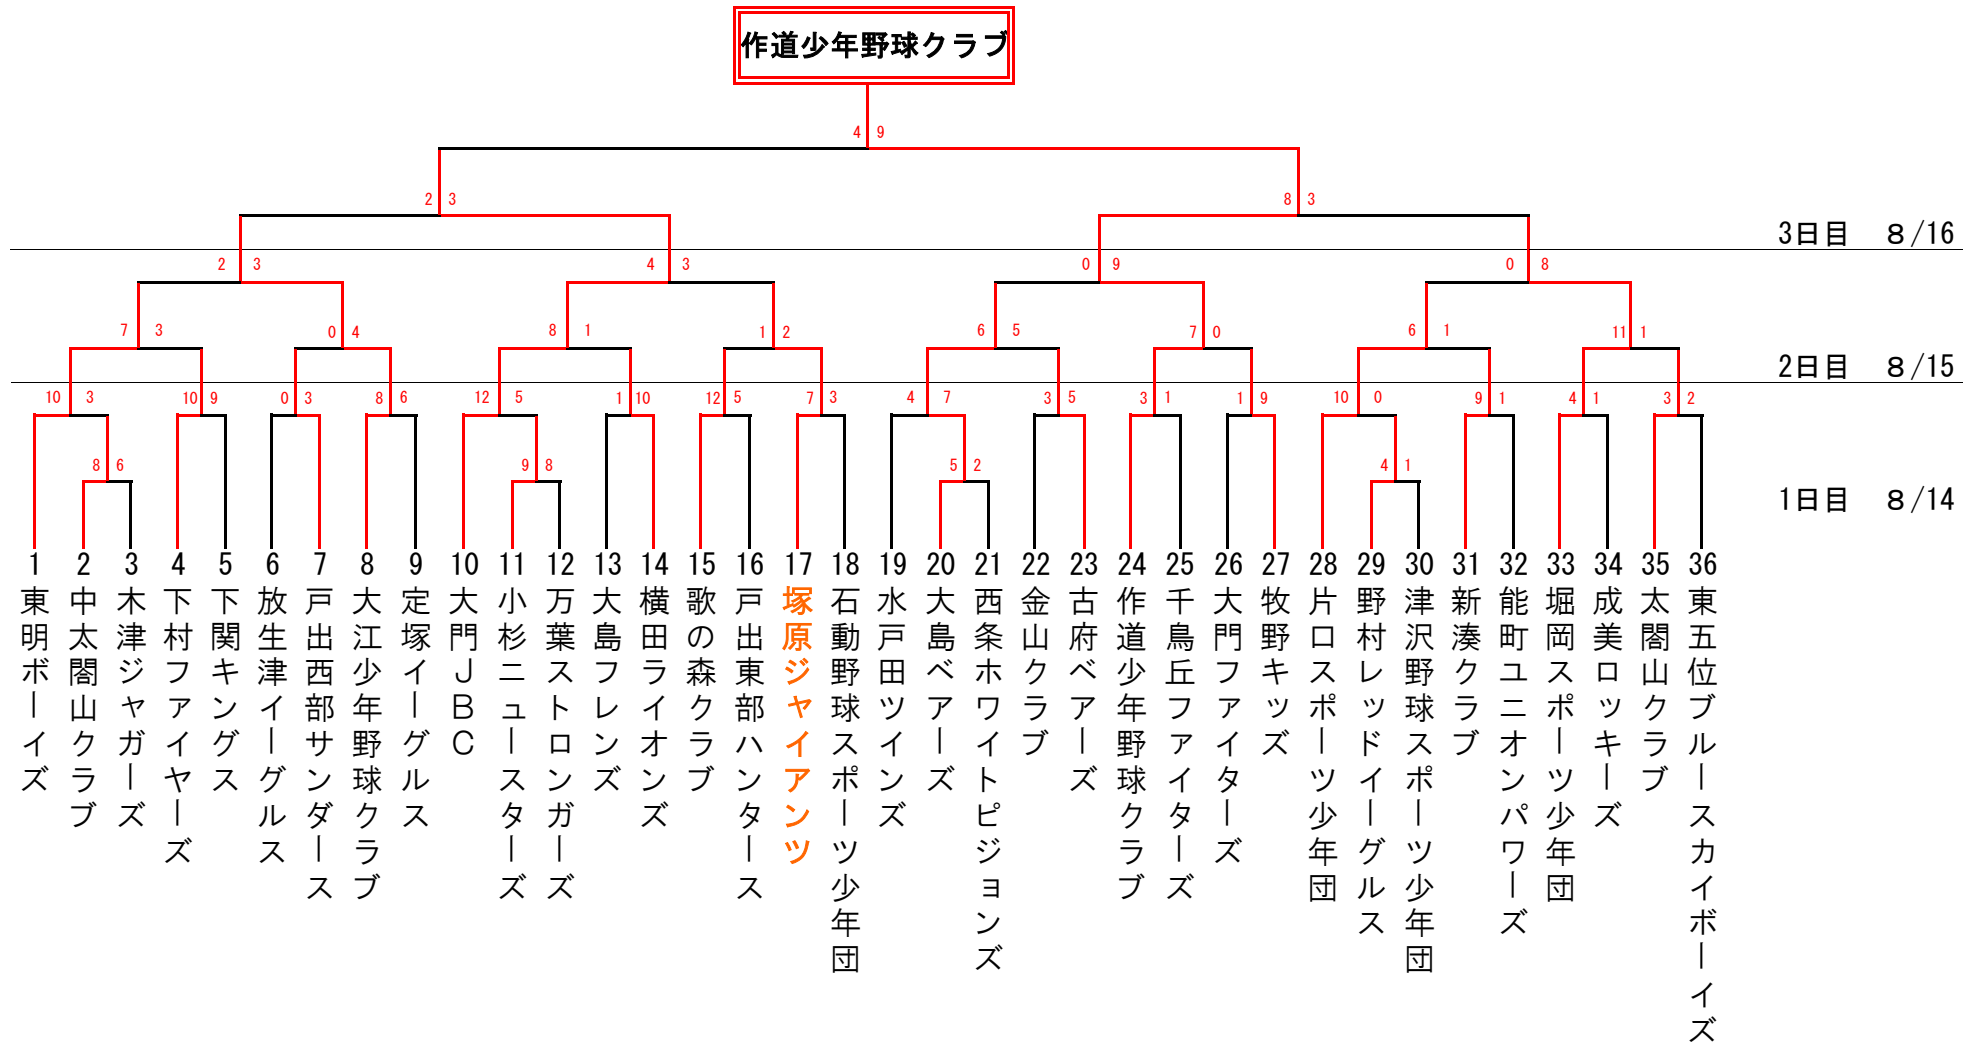 作道少年野球クラブ
4 9
2 3
8 3
3日目 8/16
2 3
4 3
0 9
0 8
7 3
0 4
8 1
1 2
6 5
7 0
6 1
11 1
2日目 8/15
10 3
10 9
0 3
8 6
12 5
1 10
12 5
7 3
4 7
3 5
3 1
1 9
10 0
9 1
4 1
3 2
8 6
9 8
5 2
4 1
1日目 8/14
1 東明ボーイズ
2 中太閤山クラブ
3 木津ジャガーズ
4 下村ファイヤーズ
5 下関キングス
6 放生津イーグルス
7 戸出西部サンダース
8 大江少年野球クラブ
9 定塚イーグルス
10 大門JBC
11 小杉ニュースターズ
12 万葉ストロンガーズ
13 大島フレンズ
14 横田ライオンズ
15 歌の森クラブ
16 戸出東部ハンタース
17 塚原ジャイアンツ
18 石動野球スポーツ少年団
19 水戸田ツインズ
20 大島ベアーズ
21 西条ホワイトピジョンズ
22 金山クラブ
23 古府ベアーズ
24 作道少年野球クラブ
25 千鳥丘ファイターズ
26 大門ファイターズ
27 牧野キッズ
28 片口スポーツ少年団
29 野村レッドイーグルス
30 津沢野球スポーツ少年団
31 新湊クラブ
32 能町ユニオンパワーズ
33 堀岡スポーツ少年団
34 成美ロッキーズ
35 太閤山クラブ
36 東五位ブルースカイボーイズ